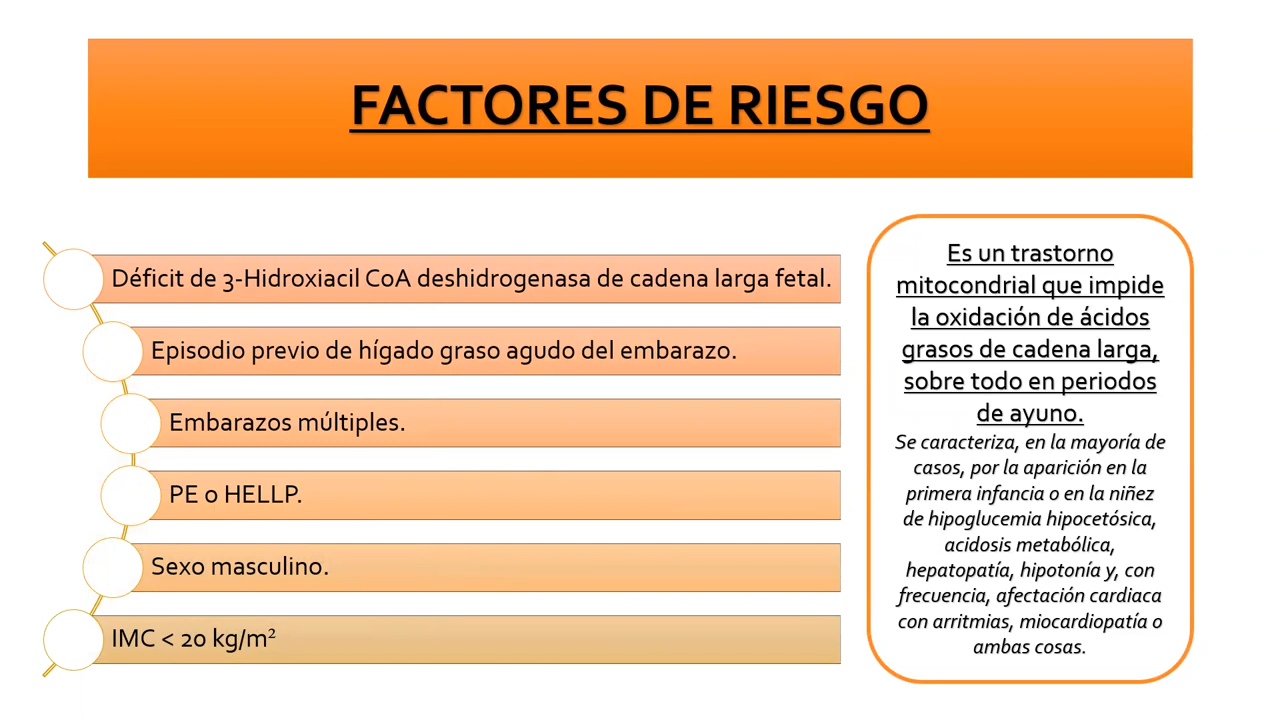 FACTORES DE RIESGO
Déficit de 3-Hidroxiacil CoA deshidrogenasa de cadena larga fetal.
Episodio previo de hígado graso agudo del embarazo.
Embarazos múltiples.
PE o HELLP.
Sexo masculino.
IMC < 20 kg/m²
Es un trastorno
mitocondrial que impide
la oxidación de ácidos
grasos de cadena larga,
sobre todo en periodos
de ayuno.
Se caracteriza, en la mayoría de
casos, por la aparición en la
primera infancia o en la niñez
de hipoglucemia hipocetósica,
acidosis metabólica,
hepatopatía, hipotonía y, con
frecuencia, afectación cardiaca
con arritmias, miocardiopatía o
ambas cosas.